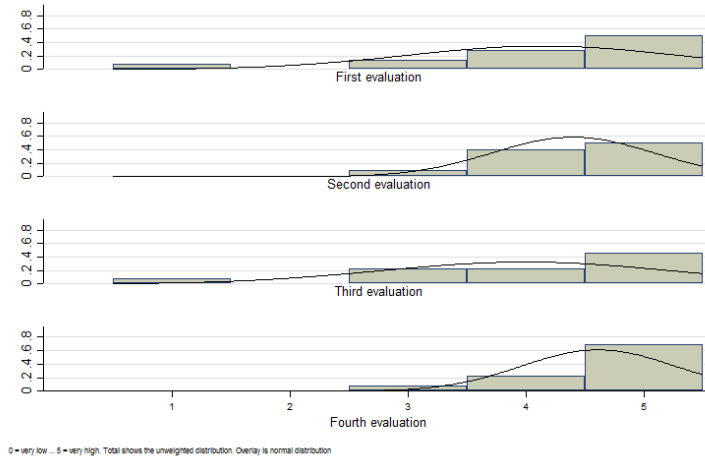 0 .2 .4 .6 .8
First evaluation
0 .2 .4 .6 .8
Second evaluation
0 .2 .4 .6 .8
Third evaluation
0 .2 .4 .6 .8
1 2 3 4 5
Fourth evaluation
0 = very low ... 5 = very high. Total shows the unweighted distribution. Overlay is normal distribution